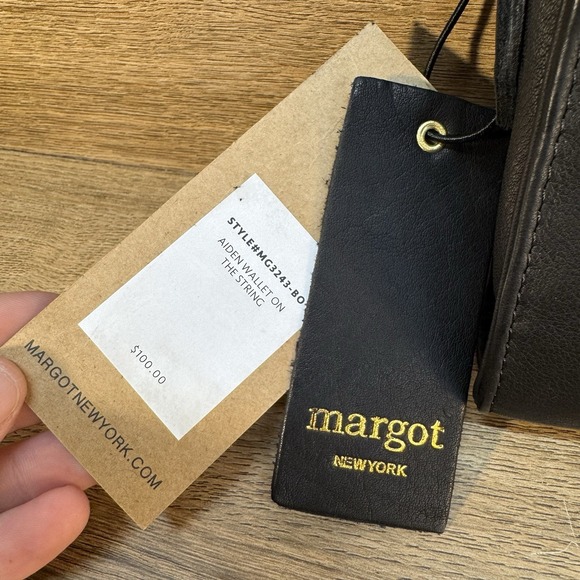 STYLE#MG3243-BO
AIDEN WALLET ON
THE STRING
$100.00
MARGOTNEWYORK.COM
margot
NEWYORK